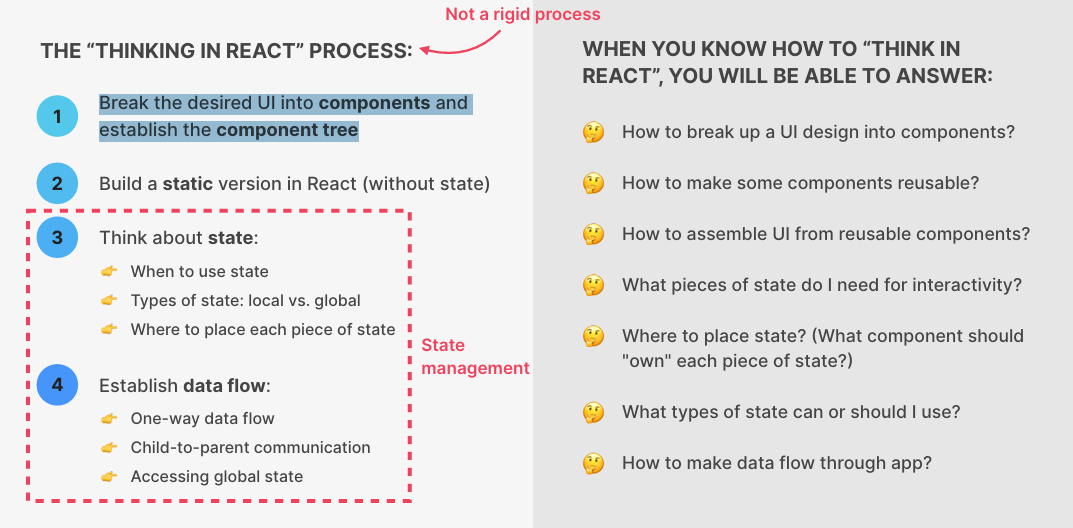 Not a rigid process
THE “THINKING IN REACT” PROCESS:
1
Break the desired UI into components and
establish the component tree
2
Build a static version in React (without state)
3
Think about state:
👉 When to use state
👉 Types of state: local vs. global
👉 Where to place each piece of state
State
management
4
Establish data flow:
👉 One-way data flow
👉 Child-to-parent communication
👉 Accessing global state
WHEN YOU KNOW HOW TO “THINK IN
REACT”, YOU WILL BE ABLE TO ANSWER:
🤔 How to break up a UI design into components?
🤔 How to make some components reusable?
🤔 How to assemble UI from reusable components?
🤔 What pieces of state do I need for interactivity?
🤔 Where to place state? (What component should
"own" each piece of state?)
🤔 What types of state can or should I use?
🤔 How to make data flow through app?